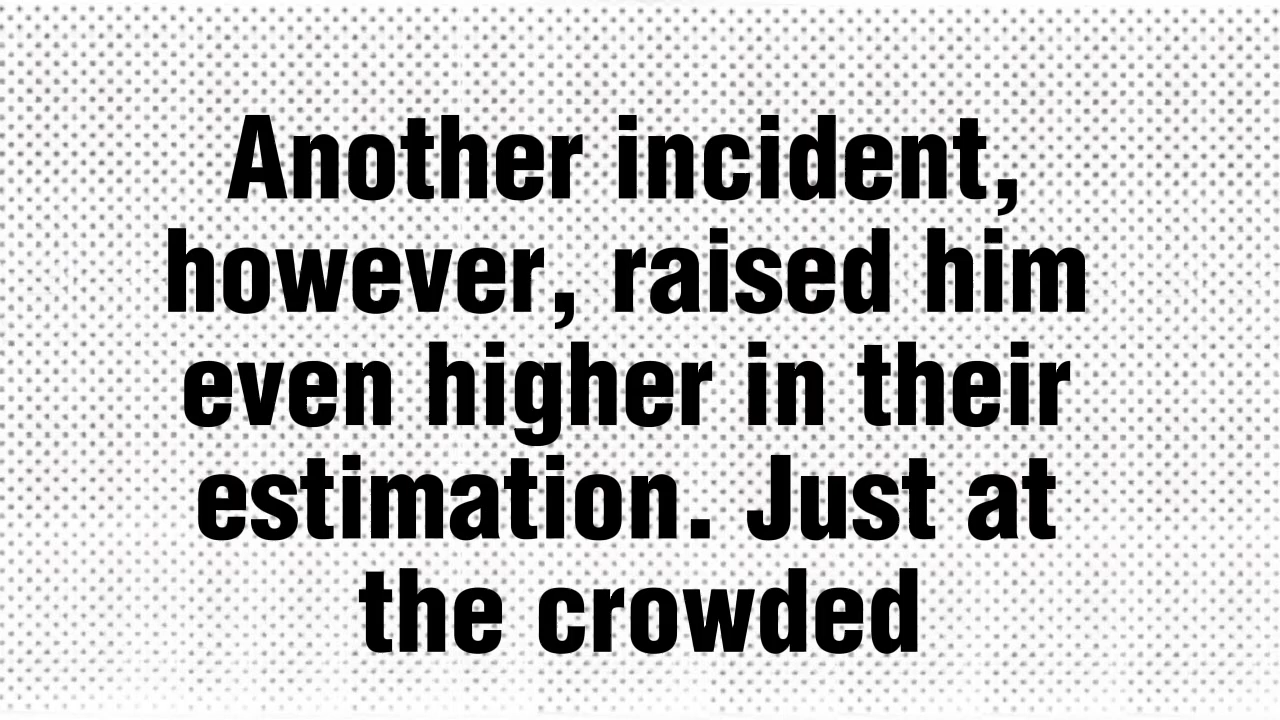 Another incident,
however, raised him
even higher in their
estimation. Just at
the crowded